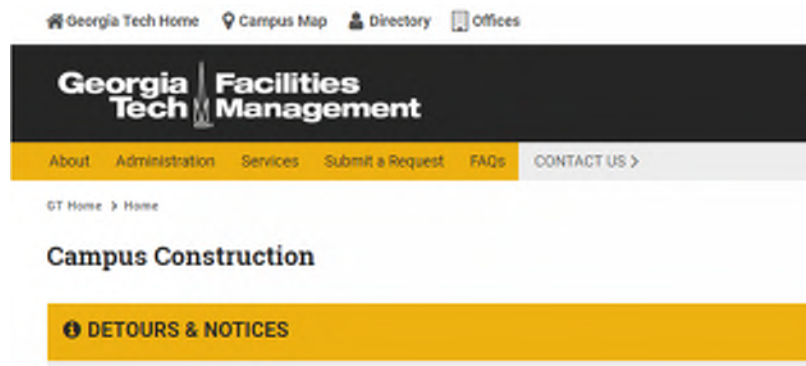 Georgia Tech Home Campus Map Directory Offices
Georgia Facilities
Tech Management
About Administration Services Submit a Request FAQs CONTACT US >
GT Home > Home
Campus Construction
DETOURS & NOTICES